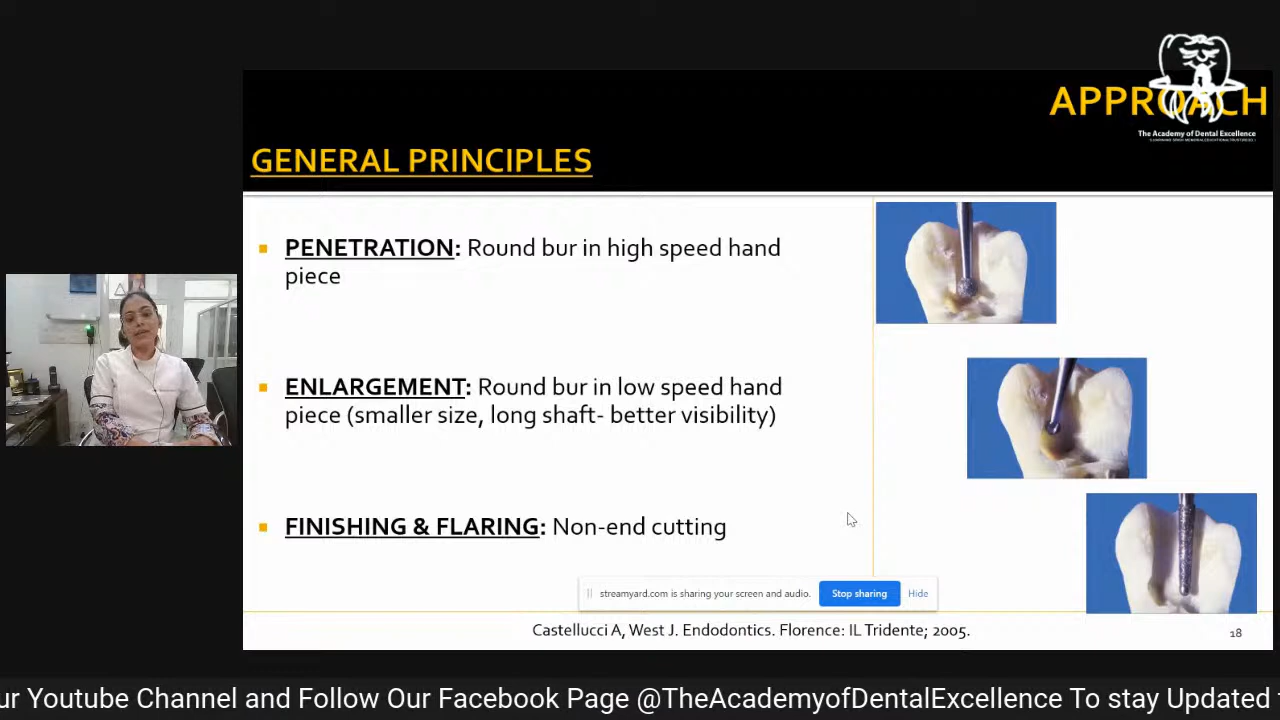 APPROACH
The Academy of Dental Excellence
GENERAL PRINCIPLES
PENETRATION: Round bur in high speed hand
piece
ENLARGEMENT: Round bur in low speed hand
piece (smaller size, long shaft- better visibility)
FINISHING & FLARING: Non-end cutting
streamyard.com is sharing your screen and audio.
Stop sharing
Hide
Castellucci A, West J. Endodontics. Florence: IL Tridente; 2005.
18
ur Youtube Channel and Follow Our Facebook Page @TheAcademyofDentalExcellence To stay Updated